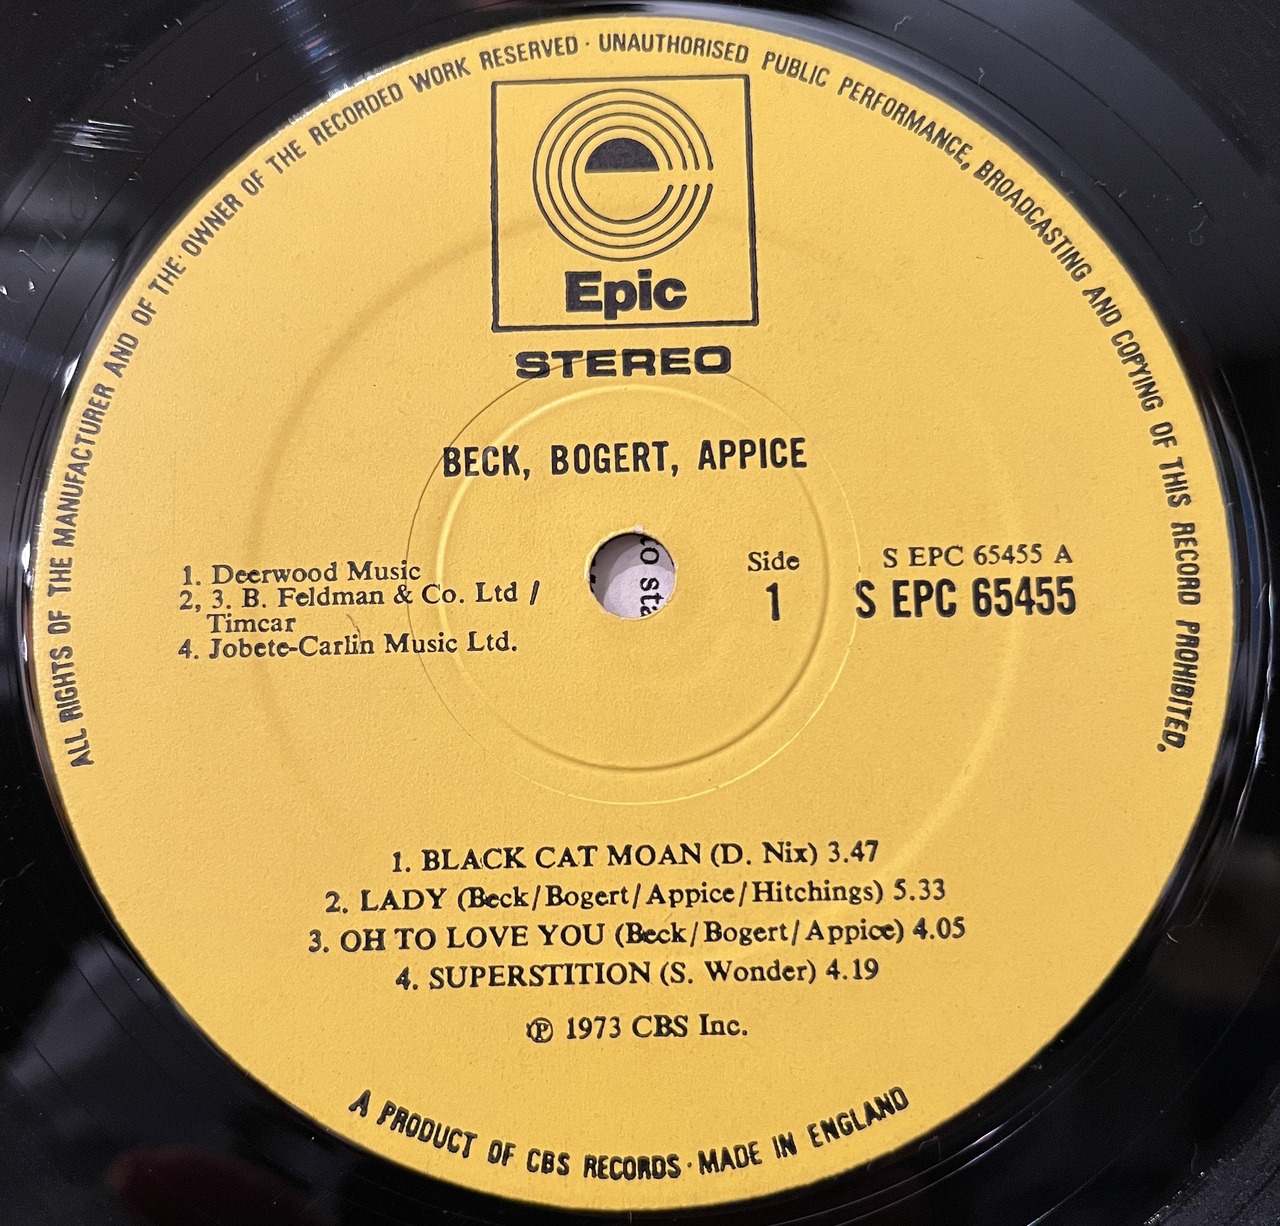 ALL RIGHTS OF THE MANUFACTURER AND OF THE OWNER OF THE RECORDED WORK RESERVED · UNAUTHORISED PUBLIC PERFORMANCE, BROADCASTING AND COPYING OF THIS RECORD PROHIBITED.
Epic
STEREO
BECK, BOGERT, APPICE
1. Deerwood Music
2, 3. B. Feldman & Co. Ltd /
Timcar
4. Jobete-Carlin Music Ltd.
to sta
Side
1
S EPC 65455 A
S EPC 65455
1. BLACK CAT MOAN (D. Nix) 3.47
2. LADY (Beck/Bogert/Appice/Hitchings) 5.33
3. OH TO LOVE YOU (Beck/Bogert/Appice) 4.05
4. SUPERSTITION (S. Wonder) 4.19
℗ 1973 CBS Inc.
A PRODUCT OF CBS RECORDS · MADE IN ENGLAND